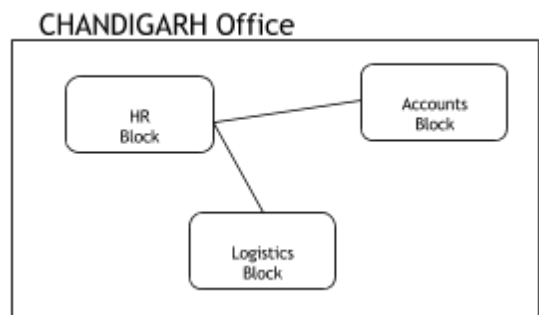 CHANDIGARH Office
HR
Block
Accounts
Block
Logistics
Block